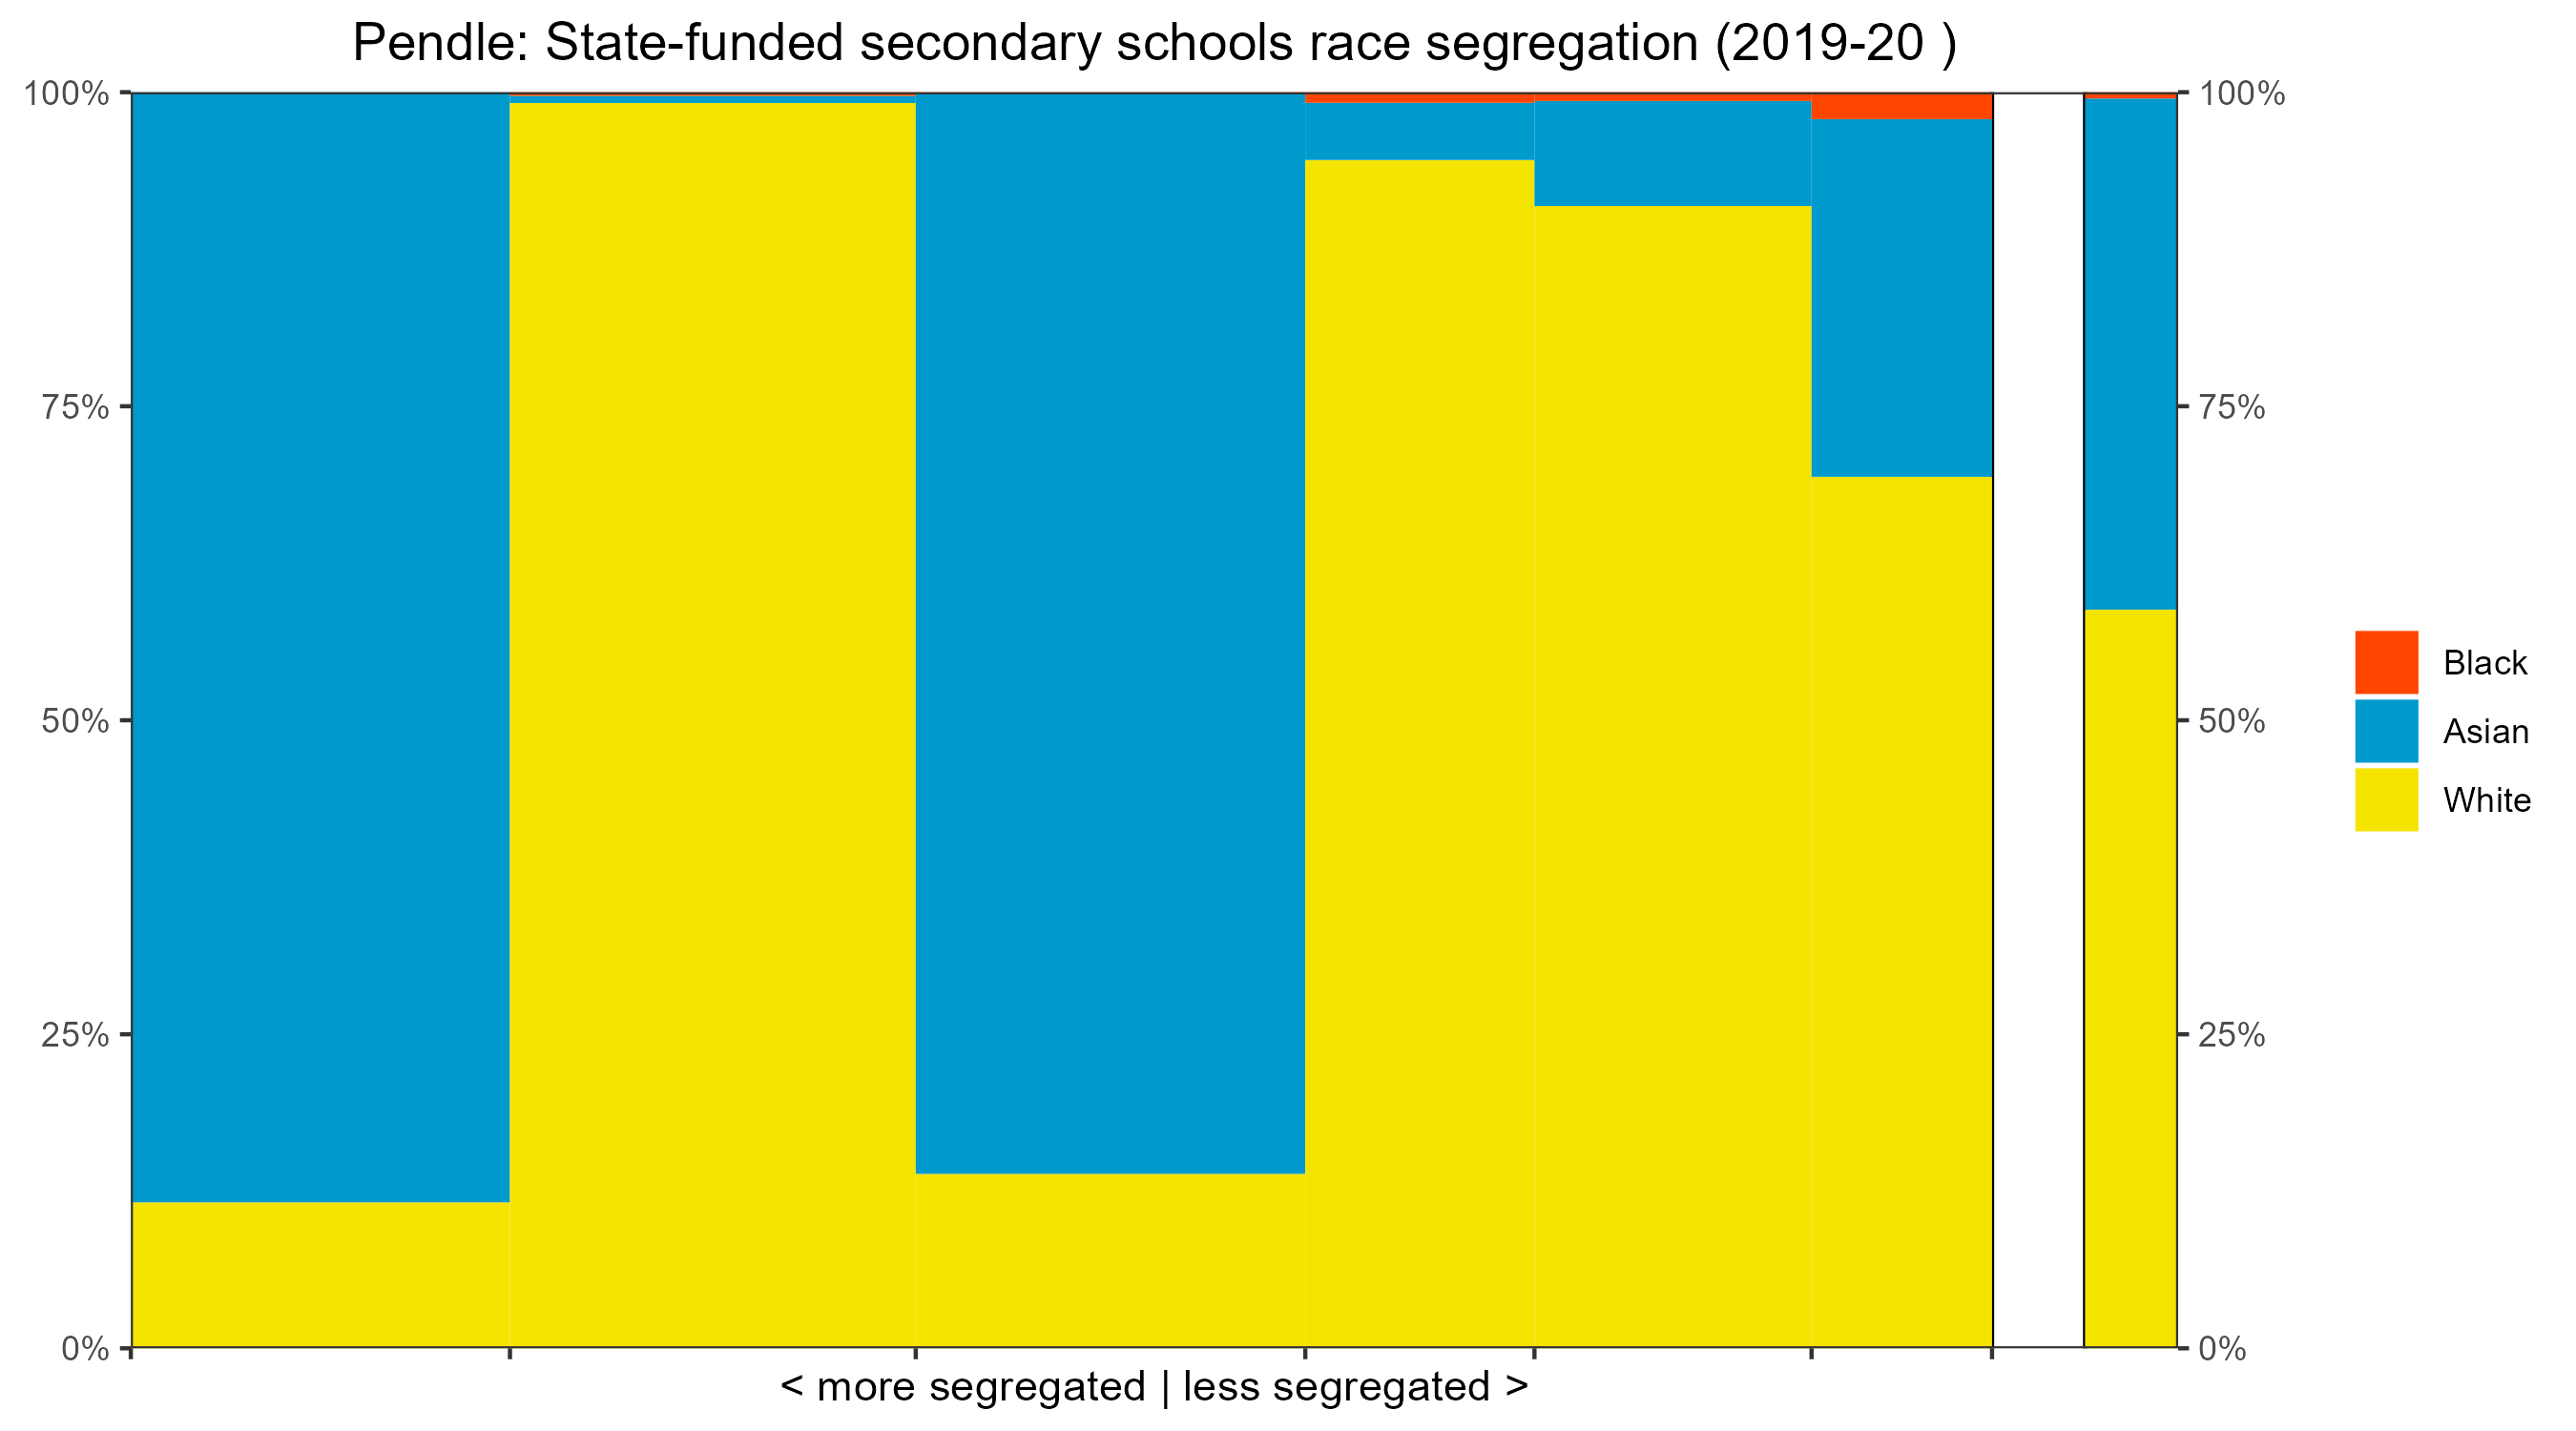 Pendle: State-funded secondary schools race segregation (2019-20 )
100%
75%
50%
25%
0%
100%
75%
50%
25%
0%
Black
Asian
White
< more segregated | less segregated >